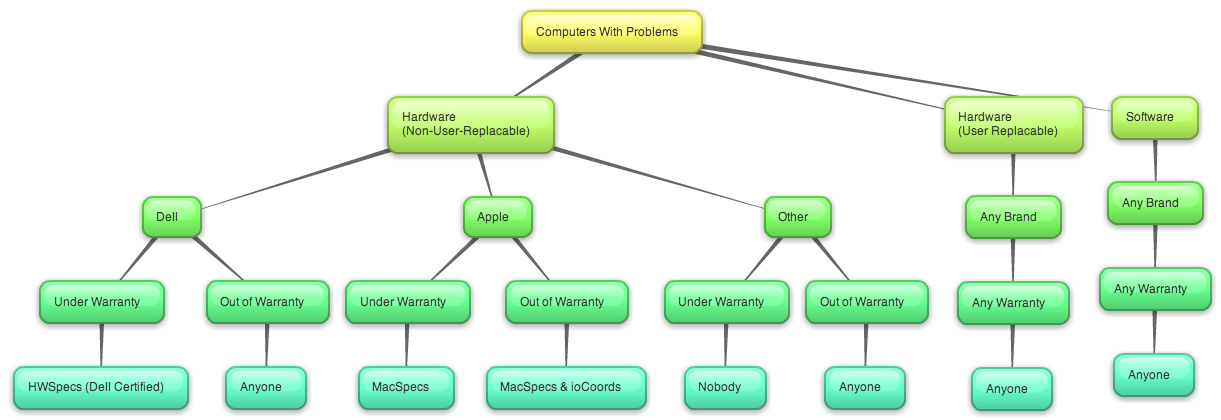 Computers With Problems
Hardware
(Non-User-Replacable)
Hardware
(User Replacable)
Software
Dell
Apple
Other
Any Brand
Any Brand
Under Warranty
Out of Warranty
Under Warranty
Out of Warranty
Under Warranty
Out of Warranty
Any Warranty
Any Warranty
HWSpecs (Dell Certified)
Anyone
MacSpecs
MacSpecs & ioCoords
Nobody
Anyone
Anyone
Anyone